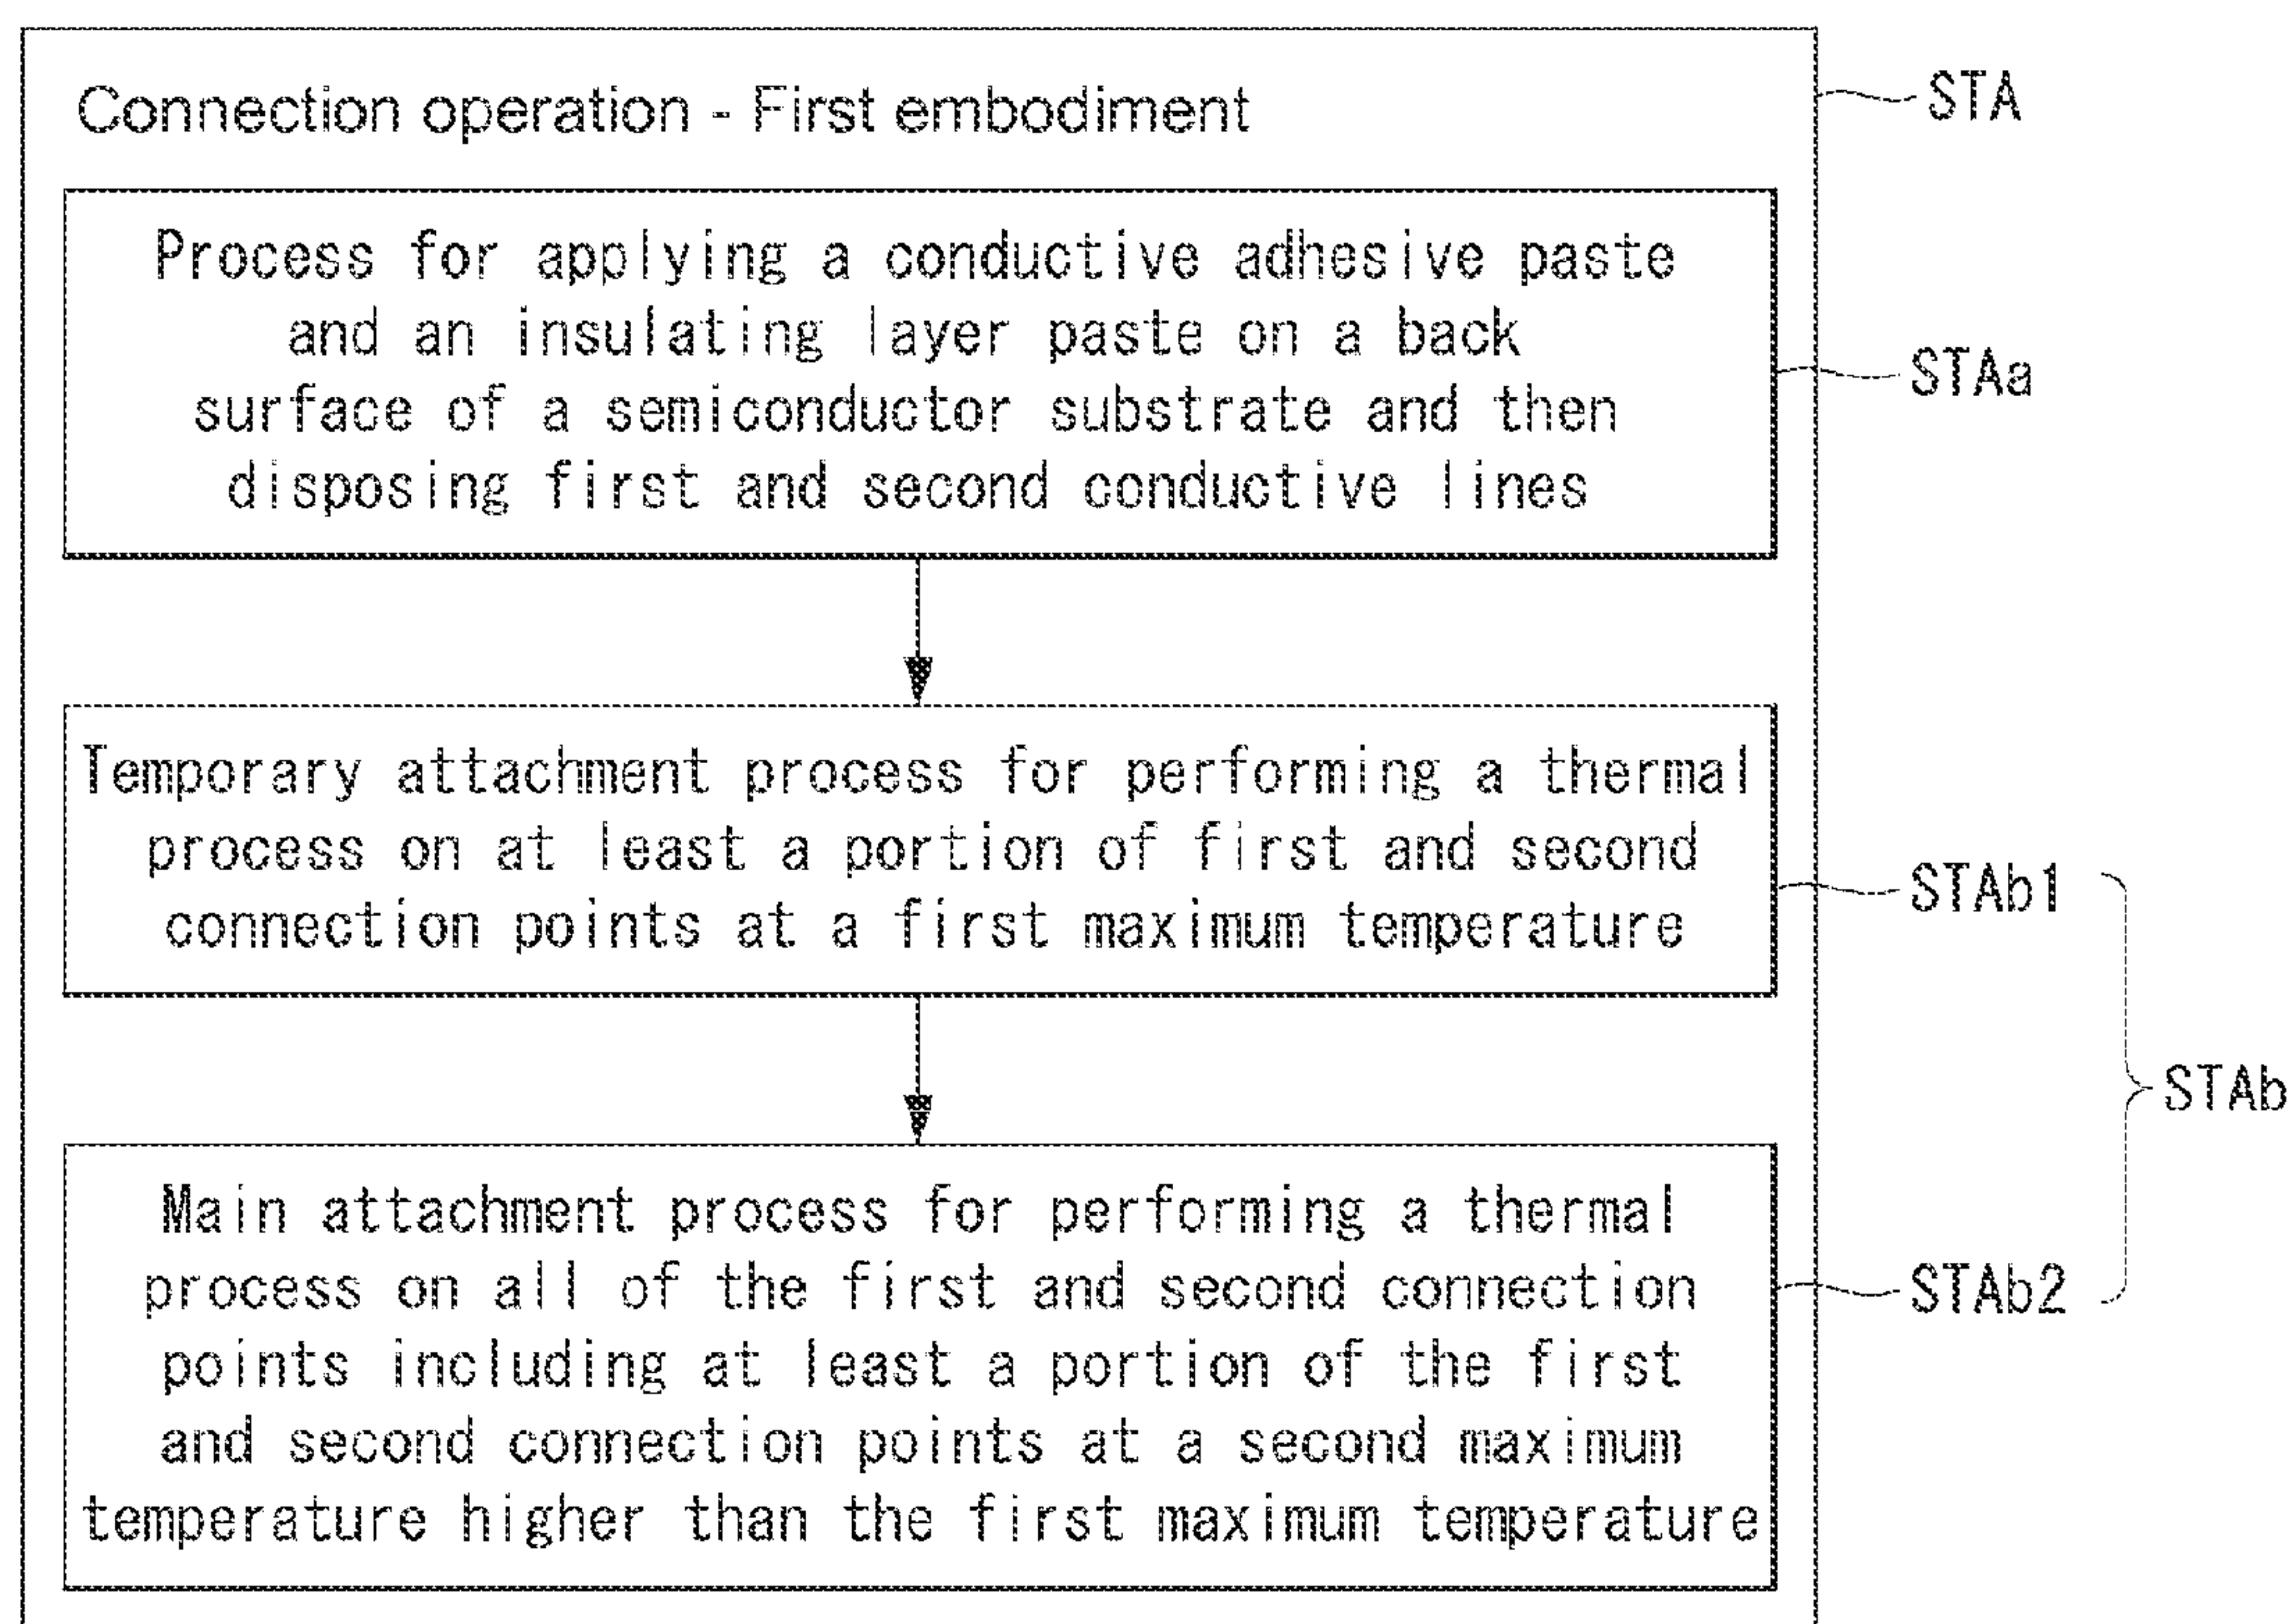 Connection operation - First embodiment
STA
Process for applying a conductive adhesive paste
and an insulating layer paste on a back
surface of a semiconductor substrate and then
disposing first and second conductive lines
STAa
Temporary attachment process for performing a thermal
process on at least a portion of first and second
connection points at a first maximum temperature
STAb1
STAb
Main attachment process for performing a thermal
process on all of the first and second connection
points including at least a portion of the first
and second connection points at a second maximum
temperature higher than the first maximum temperature
STAb2